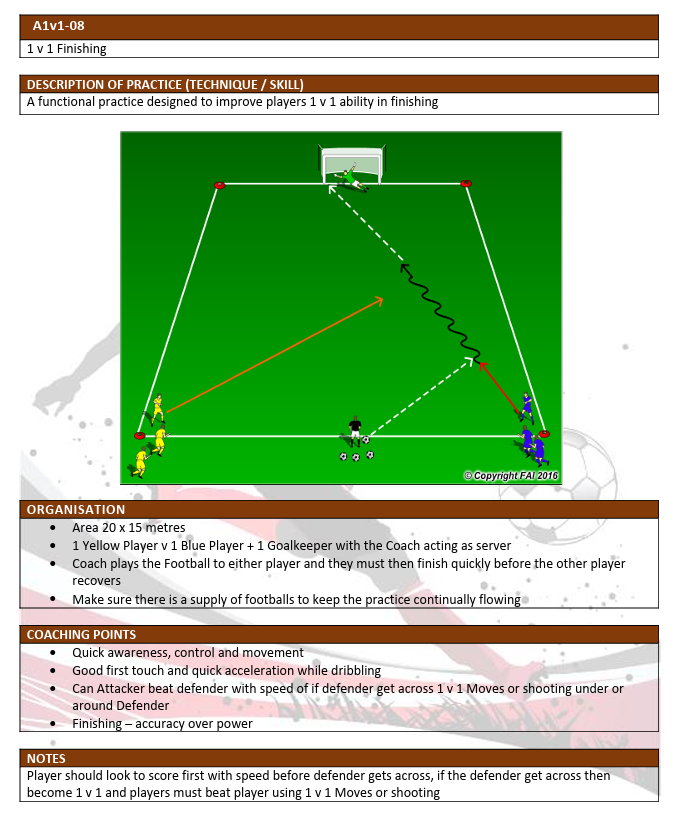 A1v1-08
1 v 1 Finishing
DESCRIPTION OF PRACTICE (TECHNIQUE / SKILL)
A functional practice designed to improve players 1 v 1 ability in finishing
© Copyright FAI 2016
ORGANISATION
• Area 20 x 15 metres
• 1 Yellow Player v 1 Blue Player + 1 Goalkeeper with the Coach acting as server
• Coach plays the Football to either player and they must then finish quickly before the other player
recovers
• Make sure there is a supply of footballs to keep the practice continually flowing
COACHING POINTS
• Quick awareness, control and movement
• Good first touch and quick acceleration while dribbling
• Can Attacker beat defender with speed of if defender get across 1 v 1 Moves or shooting under or
around Defender
• Finishing – accuracy over power
NOTES
Player should look to score first with speed before defender gets across, if the defender get across then
become 1 v 1 and players must beat player using 1 v 1 Moves or shooting